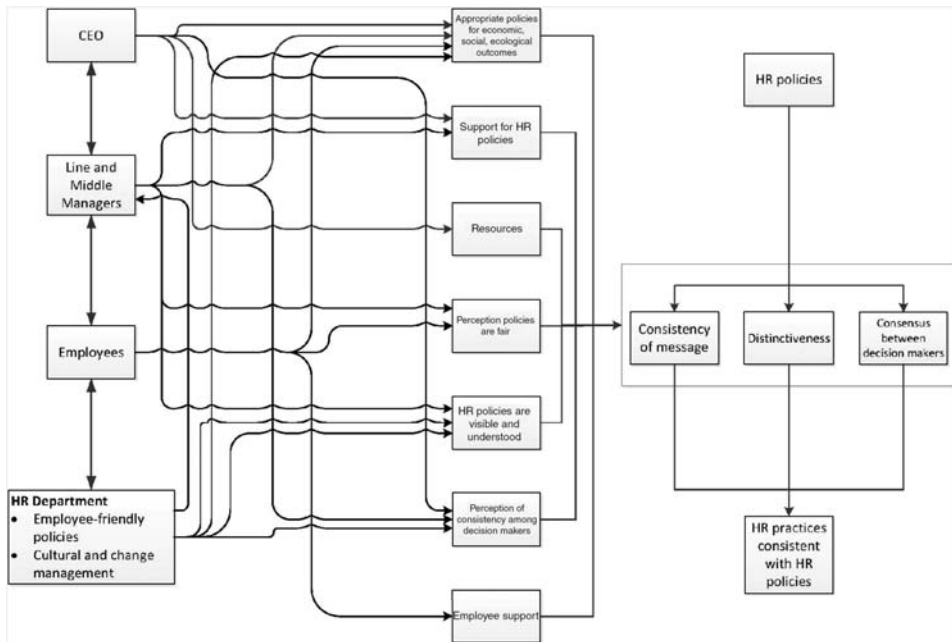 CEO
Line and
Middle
Managers
Employees
HR Department
• Employee-friendly
policies
• Cultural and change
management
Appropriate policies
for economic,
social, ecological
outcomes
Support for HR
policies
Resources
Perception policies
are fair
HR policies are
visible and
understood
Perception of
consistency among
decision makers
Employee support
HR policies
Consistency
of message
Distinctiveness
Consensus
between
decision makers
HR practices
consistent
with HR
policies